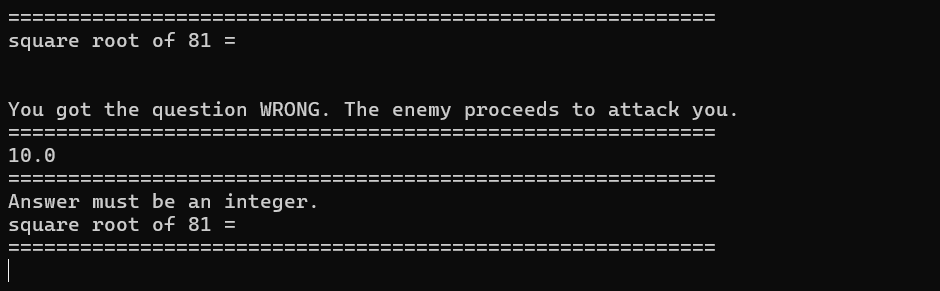 ===========================================================
square root of 81 =
You got the question WRONG. The enemy proceeds to attack you.
===========================================================
10.0
===========================================================
Answer must be an integer.
square root of 81 =
===========================================================